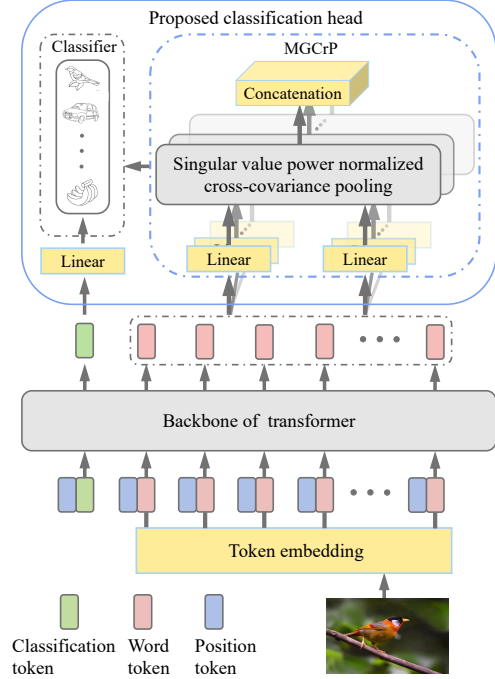 Proposed classification head
Classifier
MGCrP
Concatenation
Singular value power normalized
cross-covariance pooling
Linear
Linear
Linear
Backbone of transformer
Token embedding
Classification
token
Word
token
Position
token